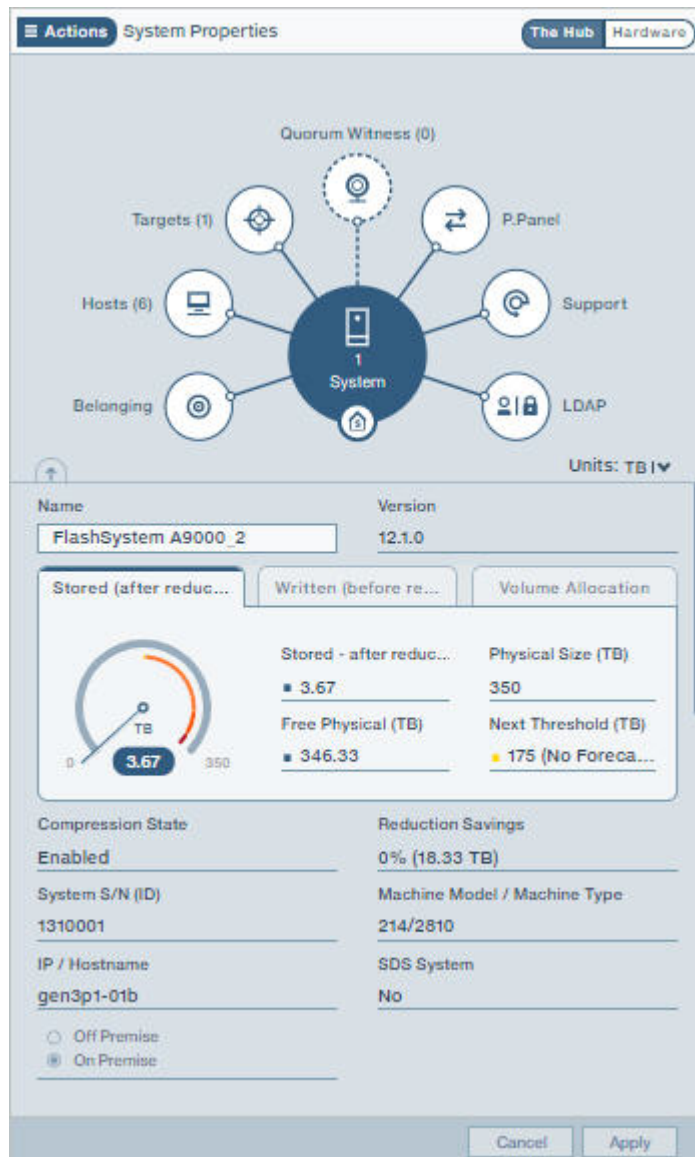 Actions System Properties The Hub Hardware
Quorum Witness (0)
Targets (1) P.Panel
Hosts (6) Support
1
System
Belonging LDAP
Units: TB
Name Version
FlashSystem A9000_2 12.1.0
Stored (after reduc... Written (before re... Volume Allocation
Stored - after reduc... Physical Size (TB)
3.67 350
TB
Free Physical (TB) Next Threshold (TB)
0 3.67 350 346.33 175 (No Foreca...
Compression State Reduction Savings
Enabled 0% (18.33 TB)
System S/N (ID) Machine Model / Machine Type
1310001 214/2810
IP / Hostname SDS System
gen3p1-01b No
Off Premise
On Premise
Cancel Apply